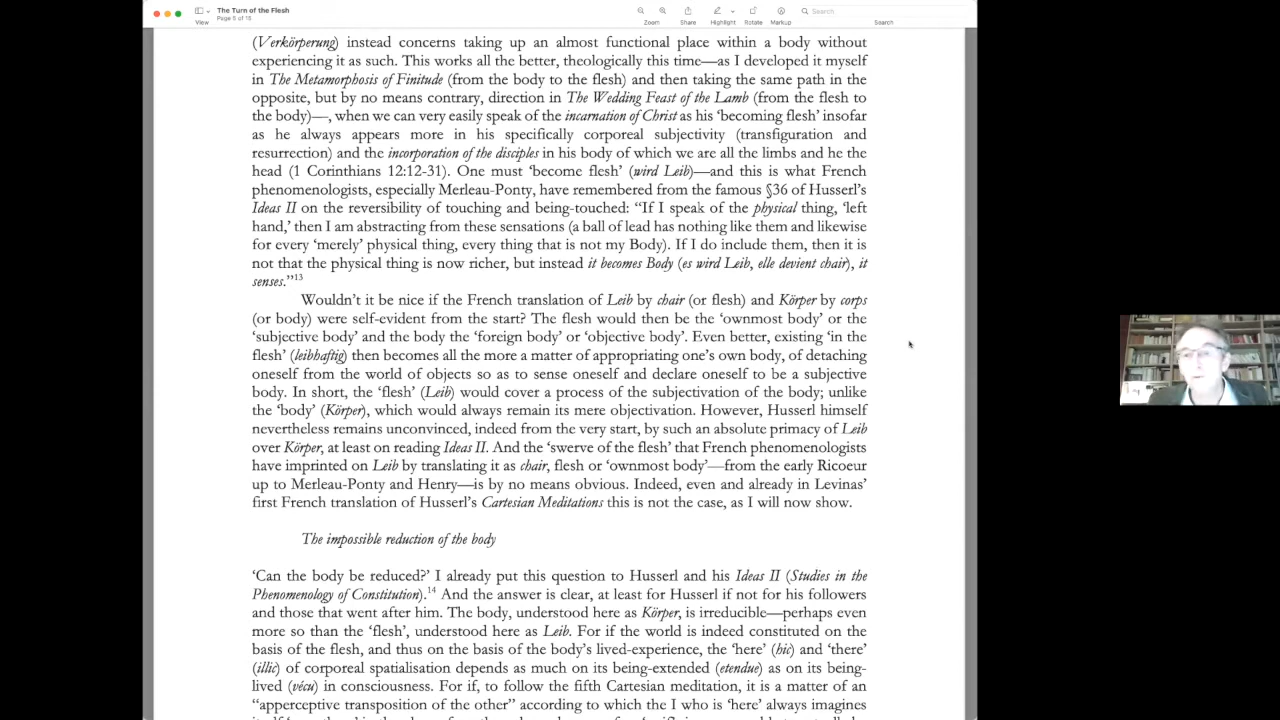 The Turn of the Flesh
Page 5 of 15
View
Zoom
Share
Highlight
Rotate
Markup
Search
Search
(Verkörperung) instead concerns taking up an almost functional place within a body without
experiencing it as such. This works all the better, theologically this time—as I developed it myself
in The Metamorphosis of Finitude (from the body to the flesh) and then taking the same path in the
opposite, but by no means contrary, direction in The Wedding Feast of the Lamb (from the flesh to
the body)—, when we can very easily speak of the incarnation of Christ as his ‘becoming flesh’ insofar
as he always appears more in his specifically corporeal subjectivity (transfiguration and
resurrection) and the incorporation of the disciples in his body of which we are all the limbs and he the
head (1 Corinthians 12:12-31). One must ‘become flesh’ (wird Leib)—and this is what French
phenomenologists, especially Merleau-Ponty, have remembered from the famous §36 of Husserl’s
Ideas II on the reversibility of touching and being-touched: “If I speak of the physical thing, ‘left
hand,’ then I am abstracting from these sensations (a ball of lead has nothing like them and likewise
for every ‘merely’ physical thing, every thing that is not my Body). If I do include them, then it is
not that the physical thing is now richer, but instead it becomes Body (es wird Leib, elle devient chair), it
senses.”13
Wouldn’t it be nice if the French translation of Leib by chair (or flesh) and Körper by corps
(or body) were self-evident from the start? The flesh would then be the ‘ownmost body’ or the
‘subjective body’ and the body the ‘foreign body’ or ‘objective body’. Even better, existing ‘in the
flesh’ (leibhaftig) then becomes all the more a matter of appropriating one’s own body, of detaching
oneself from the world of objects so as to sense oneself and declare oneself to be a subjective
body. In short, the ‘flesh’ (Leib) would cover a process of the subjectivation of the body; unlike
the ‘body’ (Körper), which would always remain its mere objectivation. However, Husserl himself
nevertheless remains unconvinced, indeed from the very start, by such an absolute primacy of Leib
over Körper, at least on reading Ideas II. And the ‘swerve of the flesh’ that French phenomenologists
have imprinted on Leib by translating it as chair, flesh or ‘ownmost body’—from the early Ricoeur
up to Merleau-Ponty and Henry—is by no means obvious. Indeed, even and already in Levinas’
first French translation of Husserl’s Cartesian Meditations this is not the case, as I will now show.
The impossible reduction of the body
‘Can the body be reduced?’ I already put this question to Husserl and his Ideas II (Studies in the
Phenomenology of Constitution).14 And the answer is clear, at least for Husserl if not for his followers
and those that went after him. The body, understood here as Körper, is irreducible—perhaps even
more so than the ‘flesh’, understood here as Leib. For if the world is indeed constituted on the
basis of the flesh, and thus on the basis of the body’s lived-experience, the ‘here’ (hic) and ‘there’
(illic) of corporeal spatialisation depends as much on its being-extended (etendue) as on its being-
lived (vécu) in consciousness. For if, to follow the fifth Cartesian meditation, it is a matter of an
“apperceptive transposition of the other” according to which the I who is ‘here’ always imagines